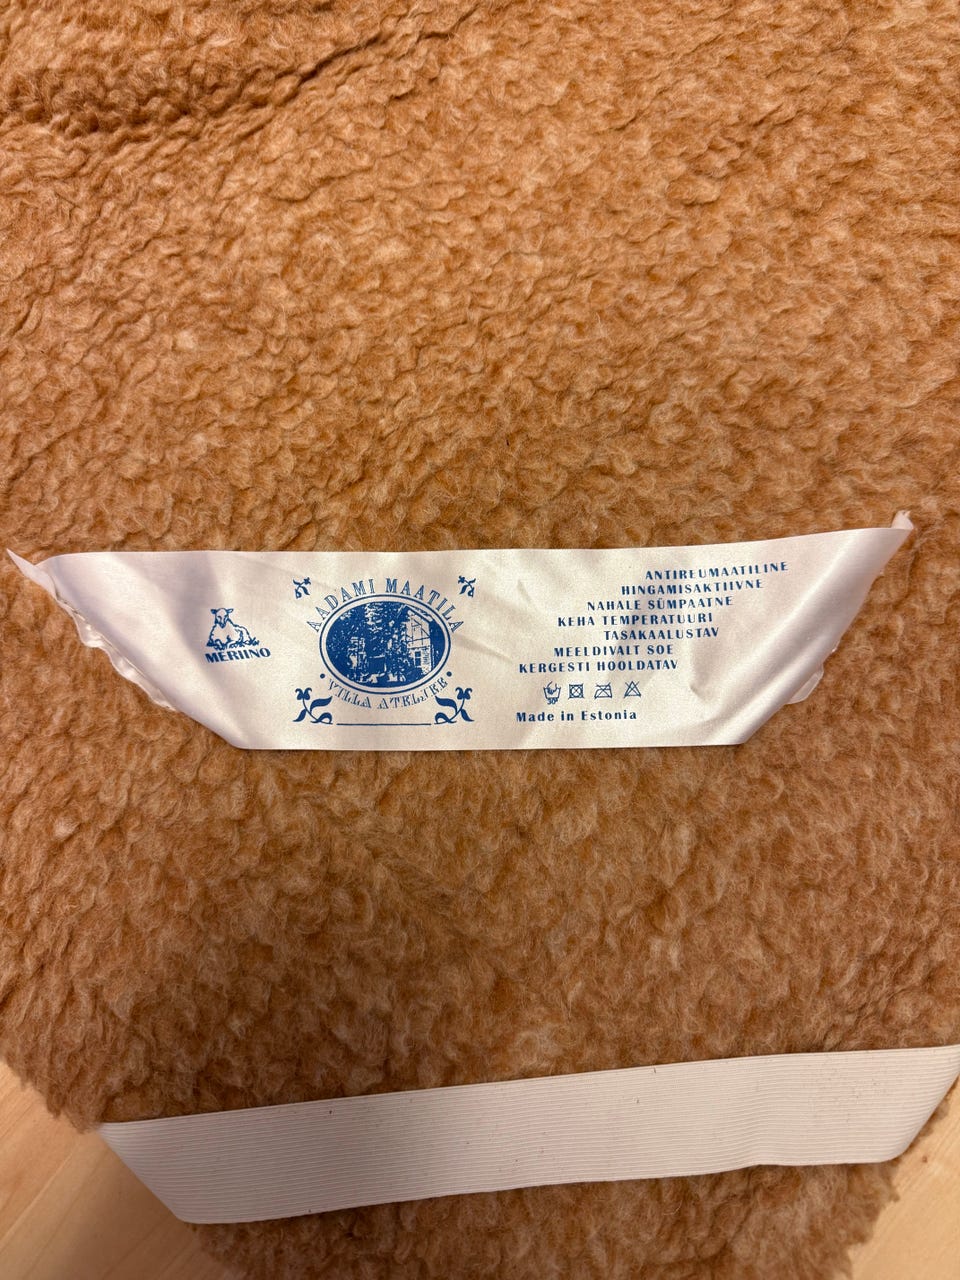 MERIINO
AADAMI MAATILA
VILLA ATELJEE
ANTIREUMAATILINE
HINGAMISAKTIIVNE
NAHALE SÜMPAATNE
KEHA TEMPERATUURI
TASAKAALUSTAV
MEELDIVALT SOE
KERGESTI HOOLDATAV
30°
Made in Estonia